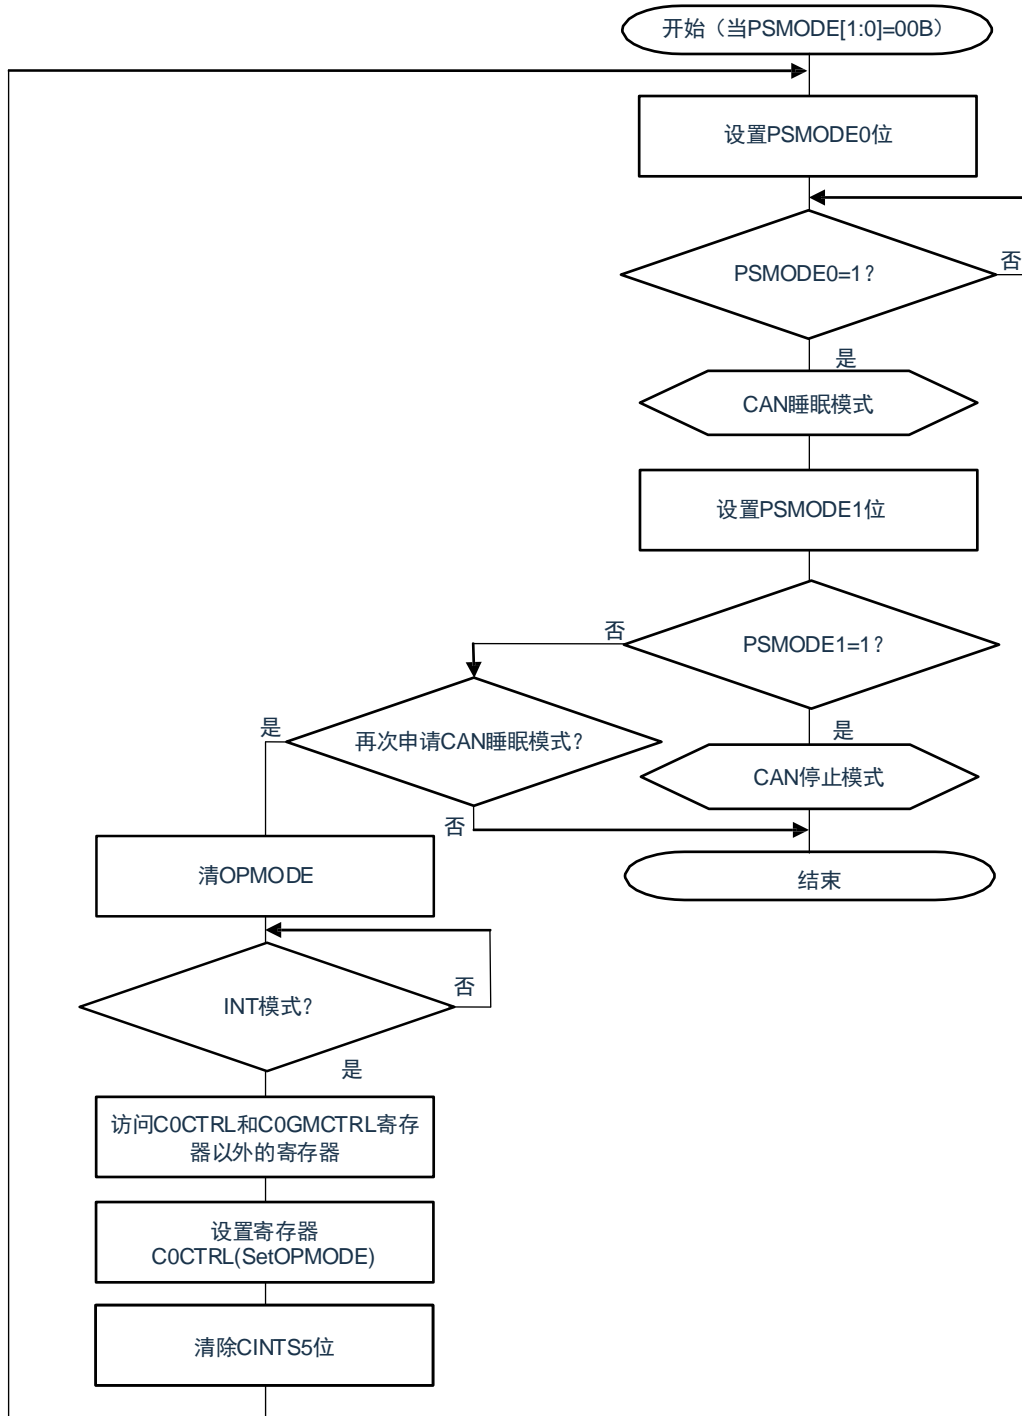 开始（当PSMODE[1:0]=00B）
设置PSMODE0位
PSMODE0=1？
否
是
CAN睡眠模式
设置PSMODE1位
否
PSMODE1=1？
是
再次申请CAN睡眠模式？
是
CAN停止模式
否
清OPMODE
结束
INT模式？
否
是
访问C0CTRL和C0GMCTRL寄存
器以外的寄存器
设置寄存器
C0CTRL(SetOPMODE)
清除CINTS5位